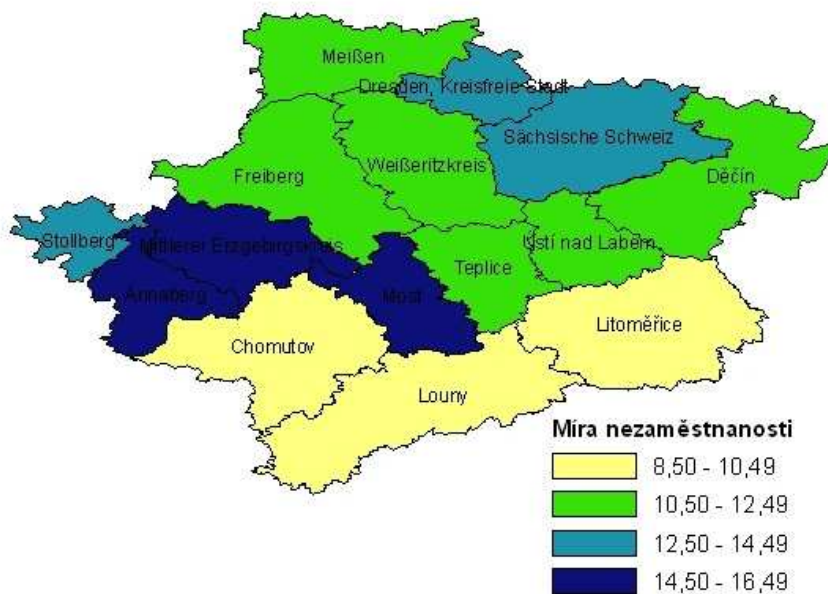 Meißen
Dresden, Kreisfreie Stadt
Sächsische Schweiz
Weißeritzkreis
Freiberg
Děčín
Stollberg
Mittlerer Erzgebirgskreis
Ústí nad Labem
Teplice
Annaberg
Most
Litoměřice
Chomutov
Louny
Míra nezaměstnanosti
8,50 - 10,49
10,50 - 12,49
12,50 - 14,49
14,50 - 16,49